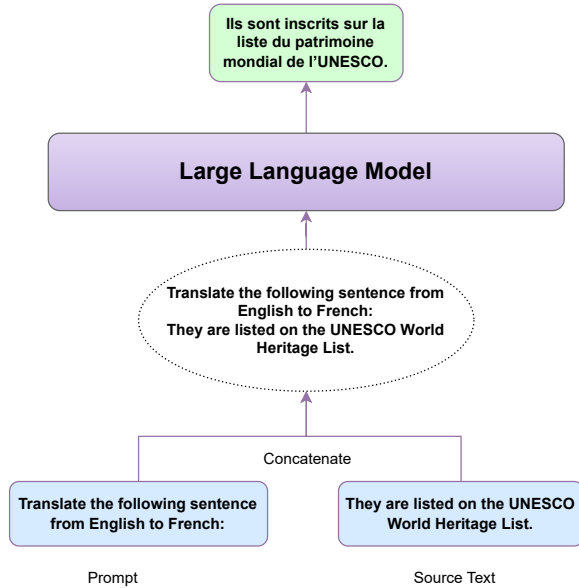 Ils sont inscrits sur la
liste du patrimoine
mondial de l’UNESCO.
Large Language Model
Translate the following sentence from
English to French:
They are listed on the UNESCO World
Heritage List.
Concatenate
Translate the following sentence
from English to French:
They are listed on the UNESCO
World Heritage List.
Prompt
Source Text